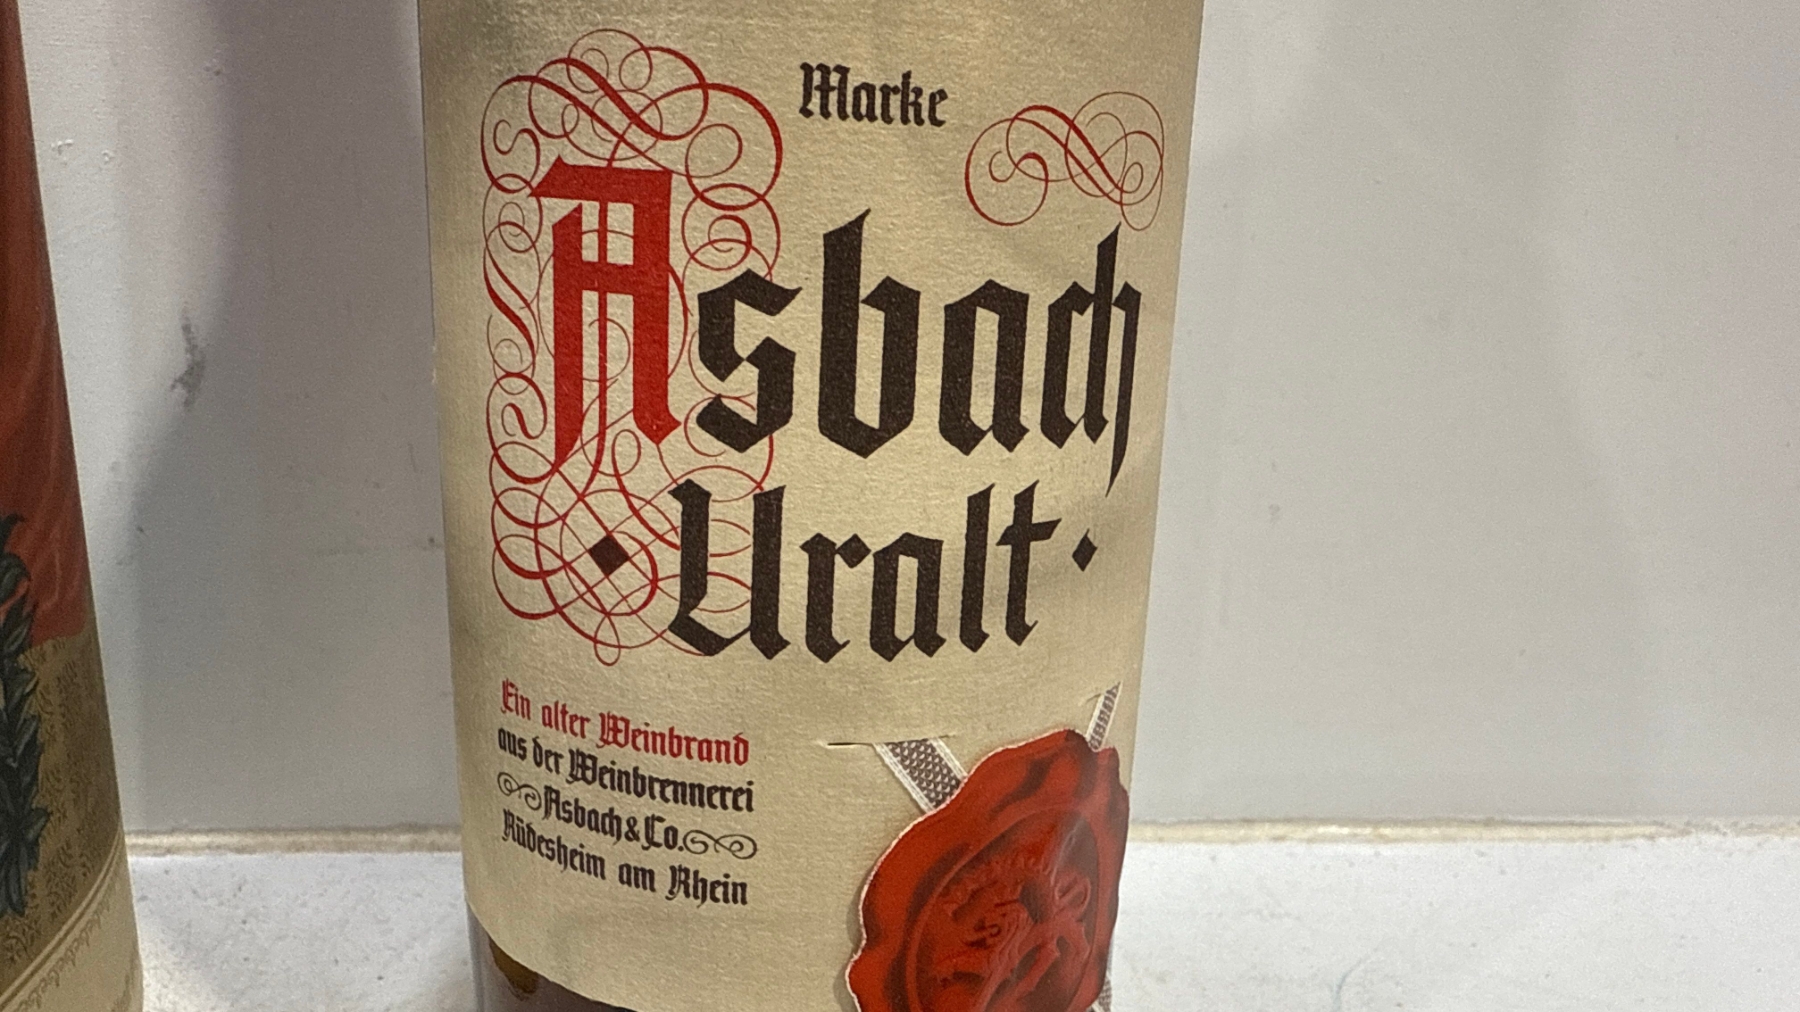 Marke
Asbach
·Uralt·
Ein alter Weinbrand
aus der Weinbrennerei
Asbach & Co.
Rüdesheim am Rhein